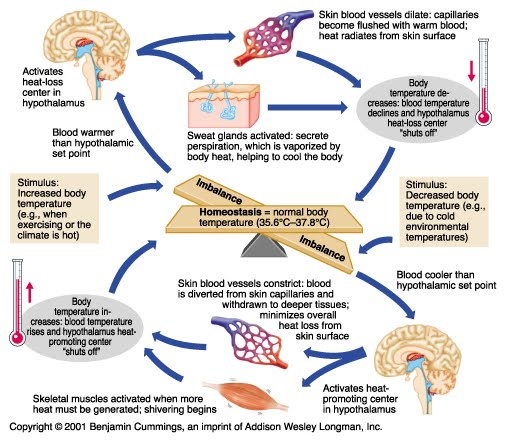 Skin blood vessels dilate: capillaries
become flushed with warm blood;
heat radiates from skin surface
Activates
heat-loss
center in
hypothalamus
Body
temperature de-
creases: blood temperature
declines and hypothalamus
heat-loss center
"shuts off"
Sweat glands activated: secrete
perspiration, which is vaporized by
body heat, helping to cool the body
Blood warmer
than hypothalamic
set point
Stimulus:
Increased body
temperature
(e.g., when
exercising or the
climate is hot)
Imbalance
Homeostasis = normal body
temperature (35.6°C–37.8°C)
Imbalance
Stimulus:
Decreased body
temperature (e.g.,
due to cold
environmental
temperatures)
Blood cooler than
hypothalamic set point
Skin blood vessels constrict: blood
is diverted from skin capillaries and
withdrawn to deeper tissues;
minimizes overall
heat loss from
skin surface
Body
temperature in-
creases: blood temperature
rises and hypothalamus heat-
promoting center
"shuts off"
Activates heat-
promoting center
in hypothalamus
Skeletal muscles activated when more
heat must be generated; shivering begins
Copyright © 2001 Benjamin Cummings, an imprint of Addison Wesley Longman, Inc.